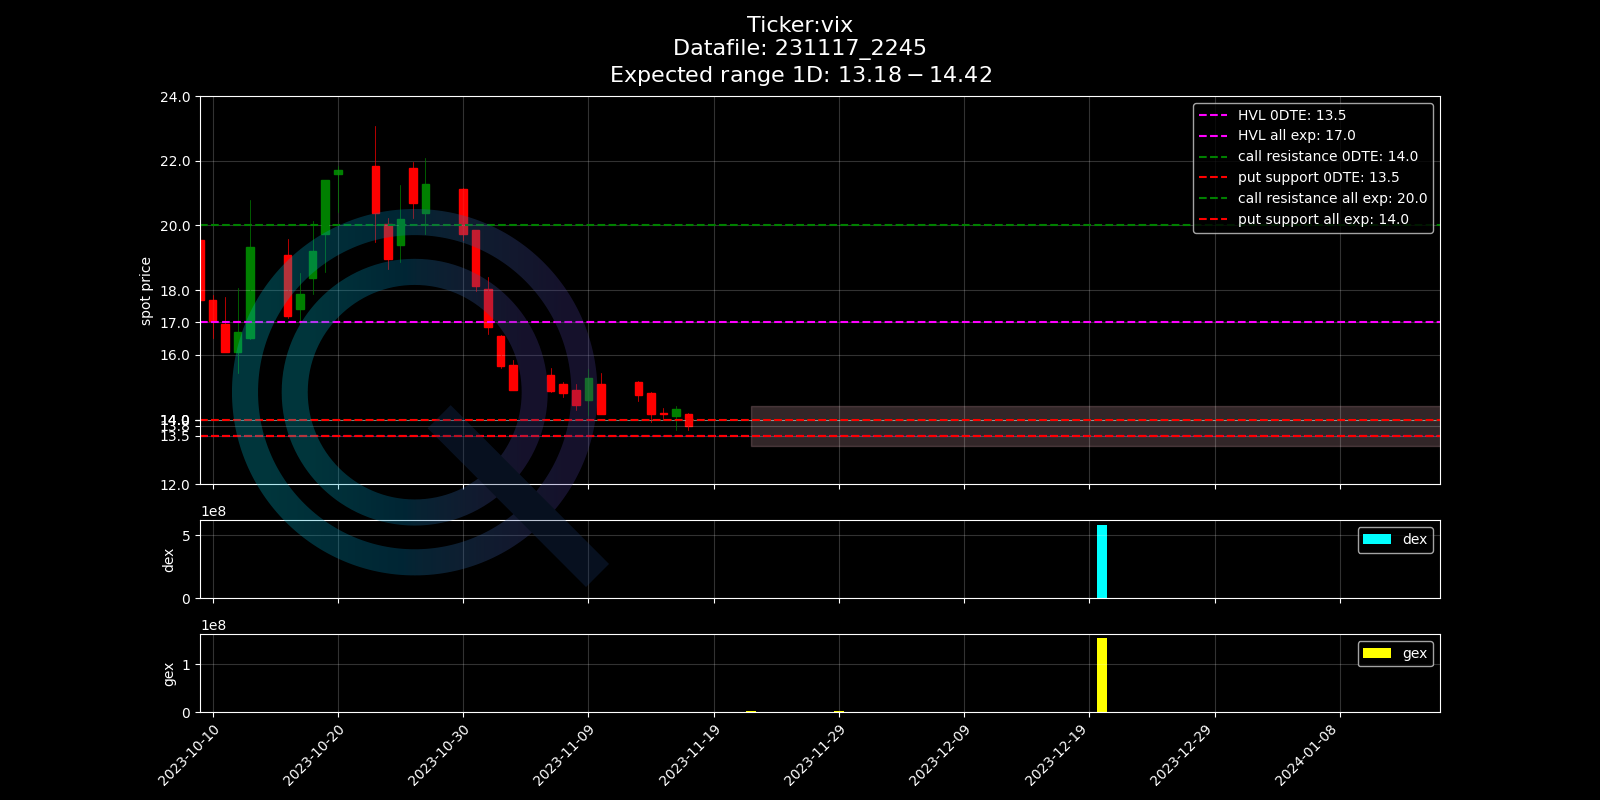 Ticker:vix
Datafile: 231117_2245
Expected range 1D: 13.18 − 14.42
24.0
22.0
20.0
18.0
17.0
16.0
14.0
13.5
12.0
spot price
HVL 0DTE: 13.5
HVL all exp: 17.0
call resistance 0DTE: 14.0
put support 0DTE: 13.5
call resistance all exp: 20.0
put support all exp: 14.0
1e8
5
0
dex
dex
1e8
1
0
gex
gex
2023-10-10
2023-10-20
2023-10-30
2023-11-09
2023-11-19
2023-11-29
2023-12-09
2023-12-19
2023-12-29
2024-01-08